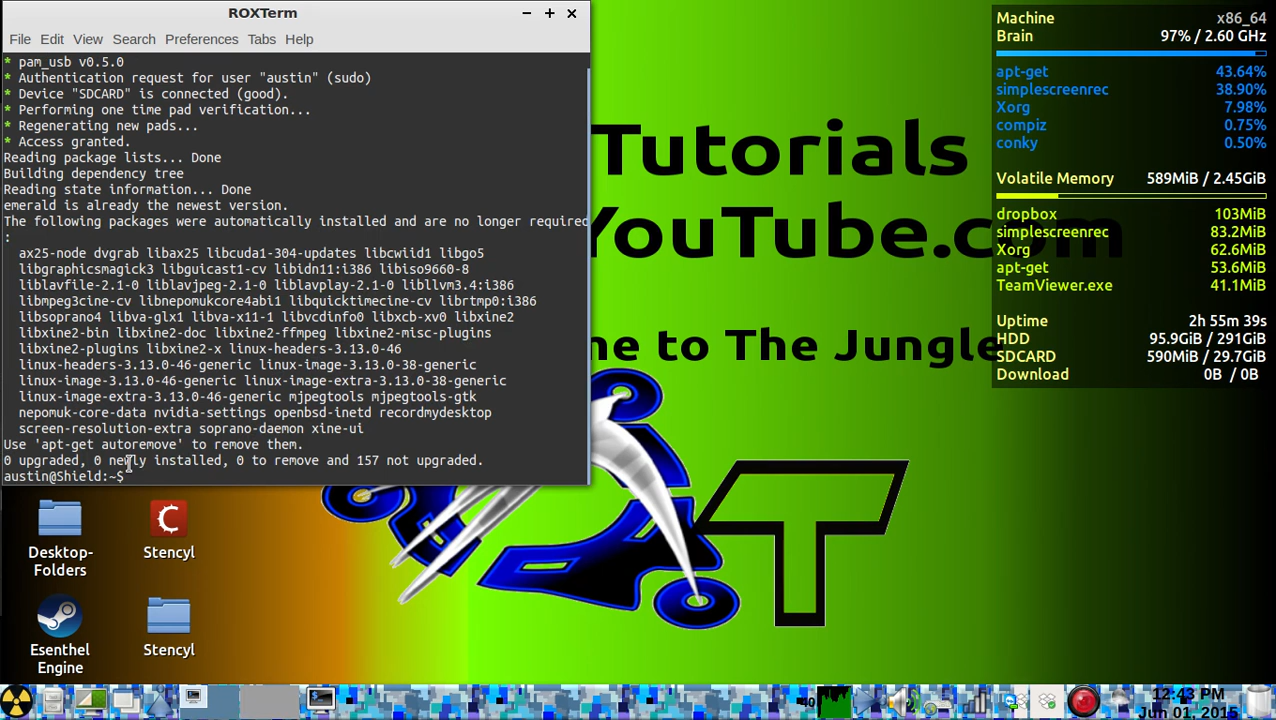 ROXTerm
File Edit View Search Preferences Tabs Help
* pam_usb v0.5.0
* Authentication request for user "austin" (sudo)
* Device "SDCARD" is connected (good).
* Performing one time pad verification...
* Regenerating new pads...
* Access granted.
Reading package lists... Done
Building dependency tree
Reading state information... Done
emerald is already the newest version.
The following packages were automatically installed and are no longer required
:
ax25-node dvgrab libax25 libcuda1-304-updates libcwiid1 libgo5
libgraphicsmagick3 libguicast1-cv libidn11:i386 libiso9660-8
liblavfile-2.1-0 liblavjpeg-2.1-0 liblavplay-2.1-0 libllvm3.4:i386
libmpeg3cine-cv libnepomukcore4abi1 libquicktimecine-cv librtmp0:i386
libsoprano4 libva-glx1 libva-x11-1 libvcdinfo0 libxcb-xv0 libxine2
libxine2-bin libxine2-doc libxine2-ffmpeg libxine2-misc-plugins
libxine2-plugins libxine2-x linux-headers-3.13.0-46
linux-headers-3.13.0-46-generic linux-image-3.13.0-38-generic
linux-image-3.13.0-46-generic linux-image-extra-3.13.0-38-generic
linux-image-extra-3.13.0-46-generic mjpegtools mjpegtools-gtk
nepomuk-core-data nvidia-settings openbsd-inetd recordmydesktop
screen-resolution-extra soprano-daemon xine-ui
Use 'apt-get autoremove' to remove them.
0 upgraded, 0 newly installed, 0 to remove and 157 not upgraded.
austin@Shield:~$
Tutorials
YouTube.com
me to The Jungle
T
Machine x86_64
Brain 97% / 2.60 GHz
apt-get 43.64%
simplescreenrec 38.90%
Xorg 7.98%
compiz 0.75%
conky 0.50%
Volatile Memory 589MiB / 2.45GiB
dropbox 103MiB
simplescreenrec 83.2MiB
Xorg 62.6MiB
apt-get 53.6MiB
TeamViewer.exe 41.1MiB
Uptime 2h 55m 39s
HDD 95.9GiB / 291GiB
SDCARD 590MiB / 29.7GiB
Download 0B / 0B
Desktop-
Folders
Stencyl
Esenthel
Engine
Stencyl
12:43 PM
Jun 01, 2015